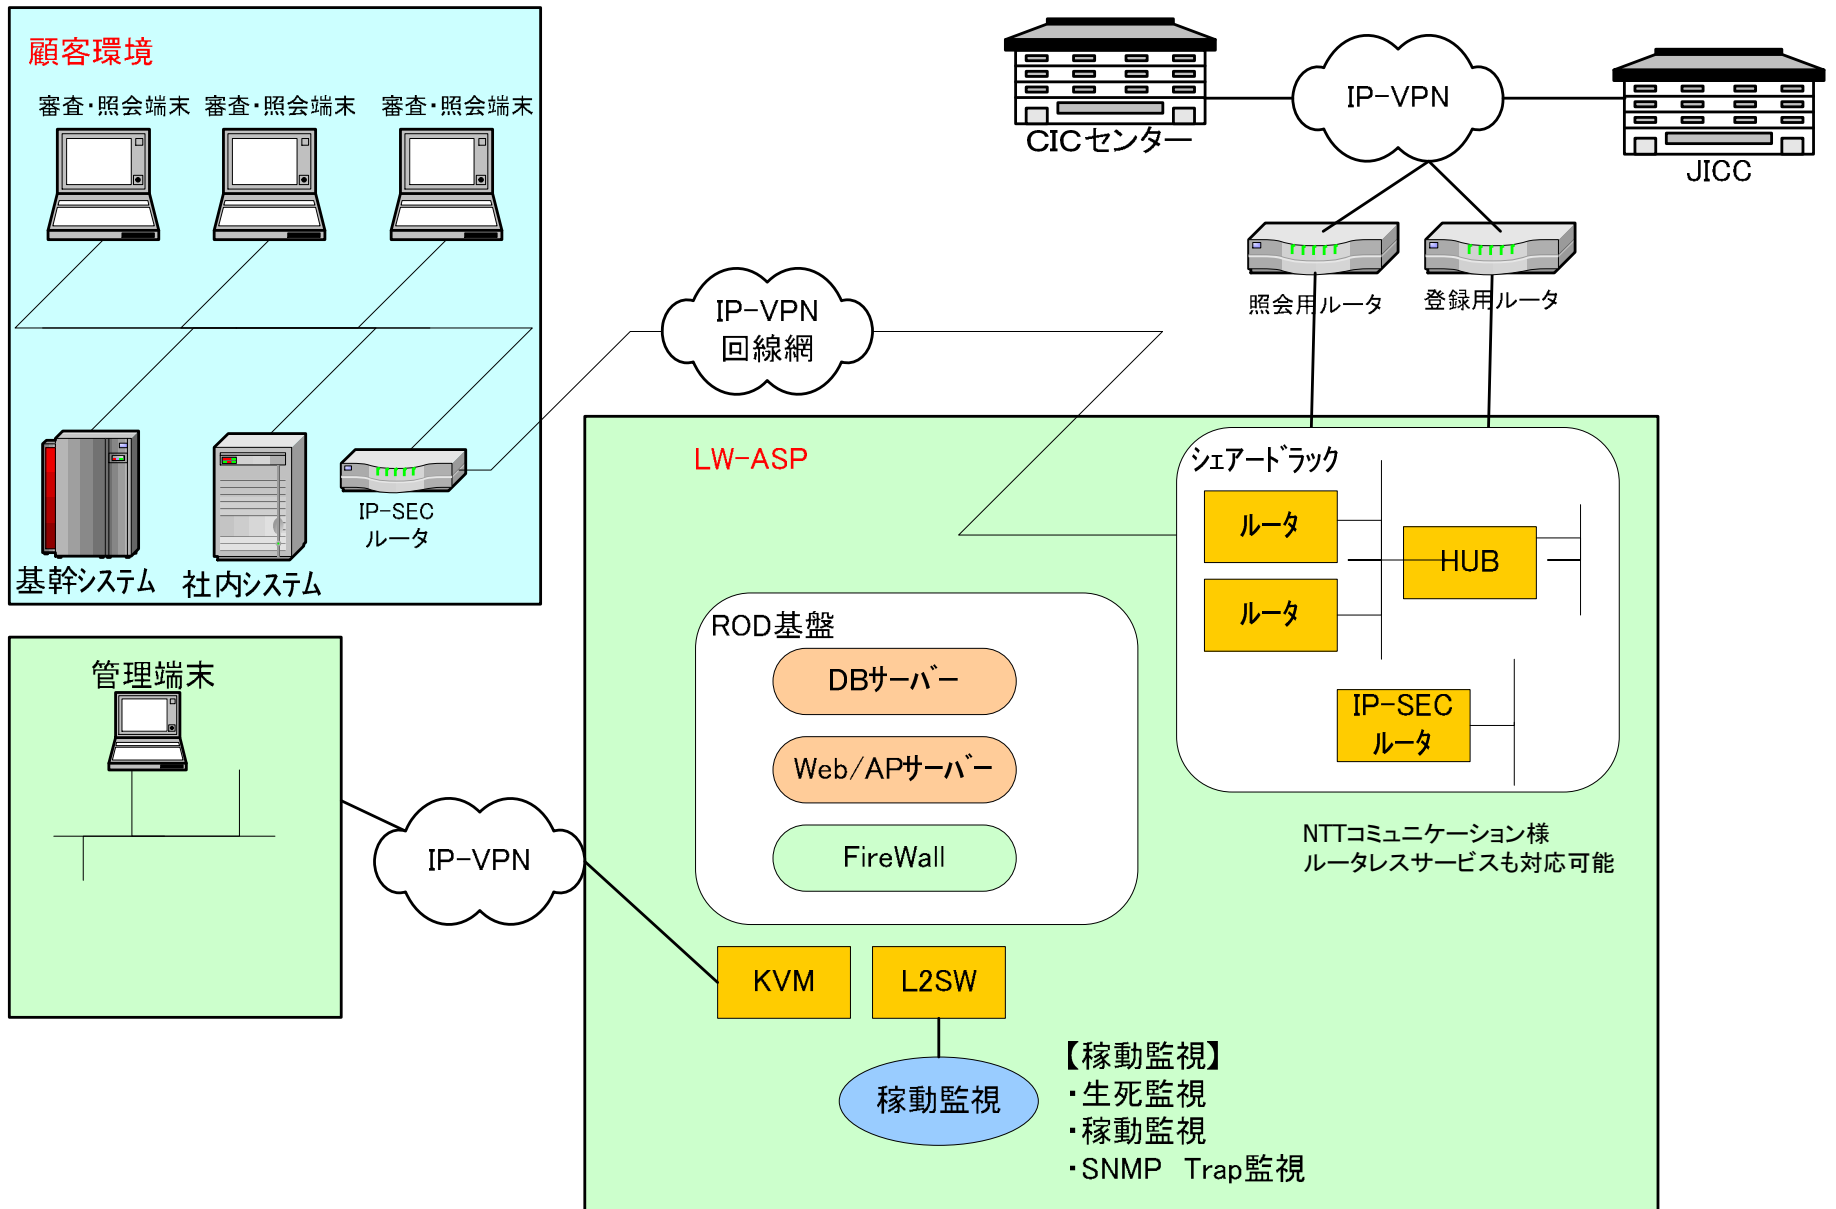 顧客環境
審査・照会端末
審査・照会端末
審査・照会端末
基幹システム
社内システム
IP-SEC
ルータ
IP-VPN
回線網
CICセンター
IP-VPN
JICC
照会用ルータ
登録用ルータ
LW-ASP
シェアードラック
ルータ
HUB
ルータ
IP-SEC
ルータ
NTTコミュニケーション様
ルータレスサービスも対応可能
ROD基盤
DBサーバー
Web/APサーバー
FireWall
管理端末
IP-VPN
KVM
L2SW
稼動監視
【稼動監視】
・生死監視
・稼動監視
・SNMP　Trap監視